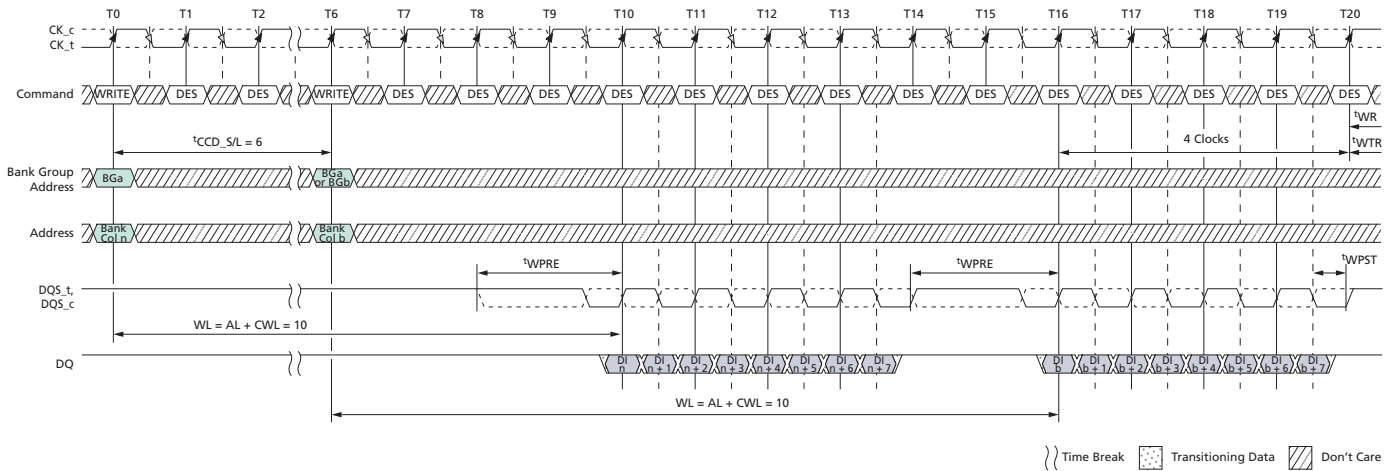 T0 T1 T2 T6 T7 T8 T9 T10 T11 T12 T13 T14 T15 T16 T17 T18 T19 T20
CK_c
CK_t
Command WRITE DES DES WRITE DES DES DES DES DES DES DES DES DES DES DES DES DES DES
tWR
tCCD_S/L = 6 4 Clocks tWTR
Bank Group
Address
BGa
BGa
or BGb
Address
Bank
Col n
Bank
Col b
tWPRE tWPRE tWPST
DQS_t,
DQS_c
WL = AL + CWL = 10
DQ
DI
n
DI
n + 1
DI
n + 2
DI
n + 3
DI
n + 4
DI
n + 5
DI
n + 6
DI
n + 7
DI
b
DI
b + 1
DI
b + 2
DI
b + 3
DI
b + 4
DI
b + 5
DI
b + 6
DI
b + 7
WL = AL + CWL = 10
Time Break Transitioning Data Don't Care